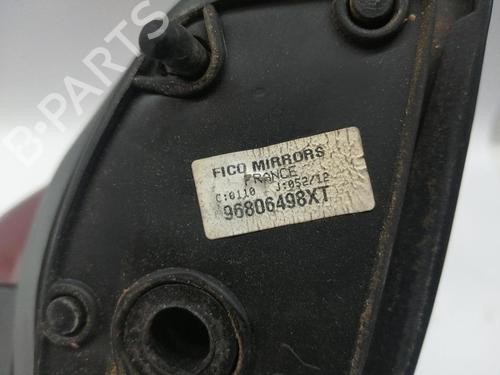 B-PARTS
FICO MIRRORS
FRANCE
C:0110 J:052/12
96806498XT